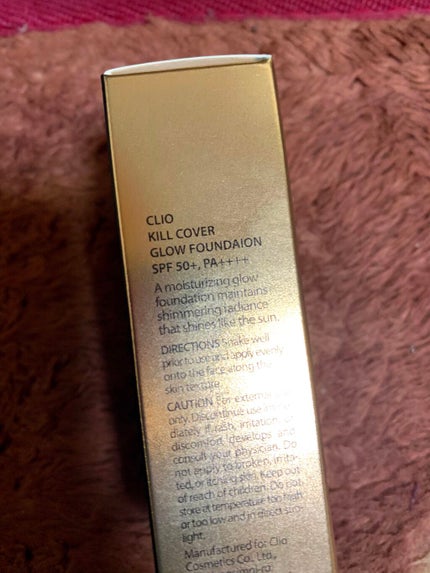 CLIO
KILL COVER
GLOW FOUNDAION
SPF 50+, PA++++
A moisturizing glow
foundation maintains
shimmering radiance
that shines like the sun.
DIRECTIONS Shake well
prior to use and apply evenly
onto the face along the
skin texture.
CAUTION For external use
only. Discontinue use imme-
diately if rash, irritation, or
discomfort develops and
consult your physician. Do
not apply to broken, irrita-
ted, or itching skin. Keep out
of reach of children. Do not
store at temperature too high
or too low and in direct sun-
light.
Manufactured for: Clio
Cosmetics Co., Ltd.,